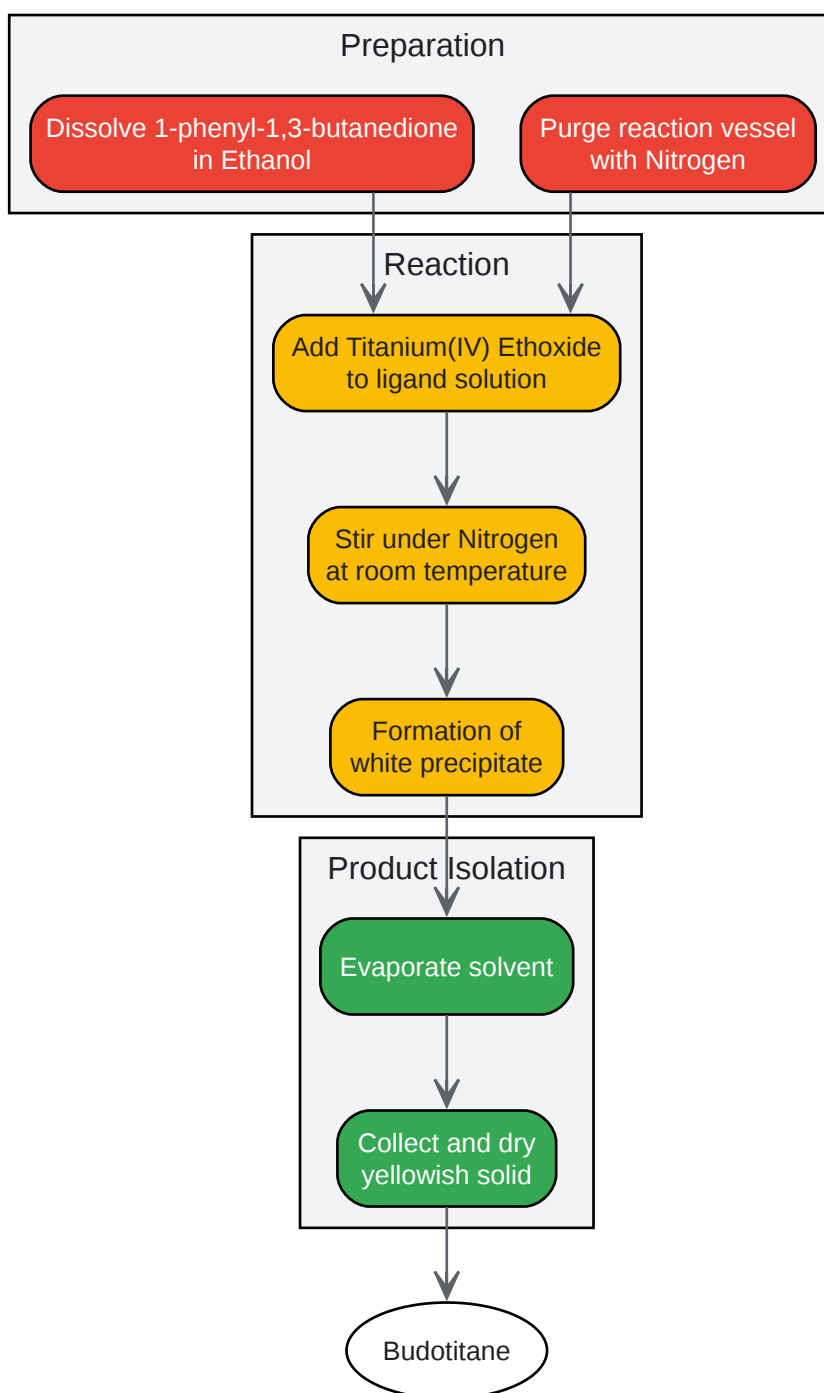 Preparation
Dissolve 1-phenyl-1,3-butanedione
in Ethanol
Purge reaction vessel
with Nitrogen
Reaction
Add Titanium(IV) Ethoxide
to ligand solution
Stir under Nitrogen
at room temperature
Formation of
white precipitate
Product Isolation
Evaporate solvent
Collect and dry
yellowish solid
Budotitane